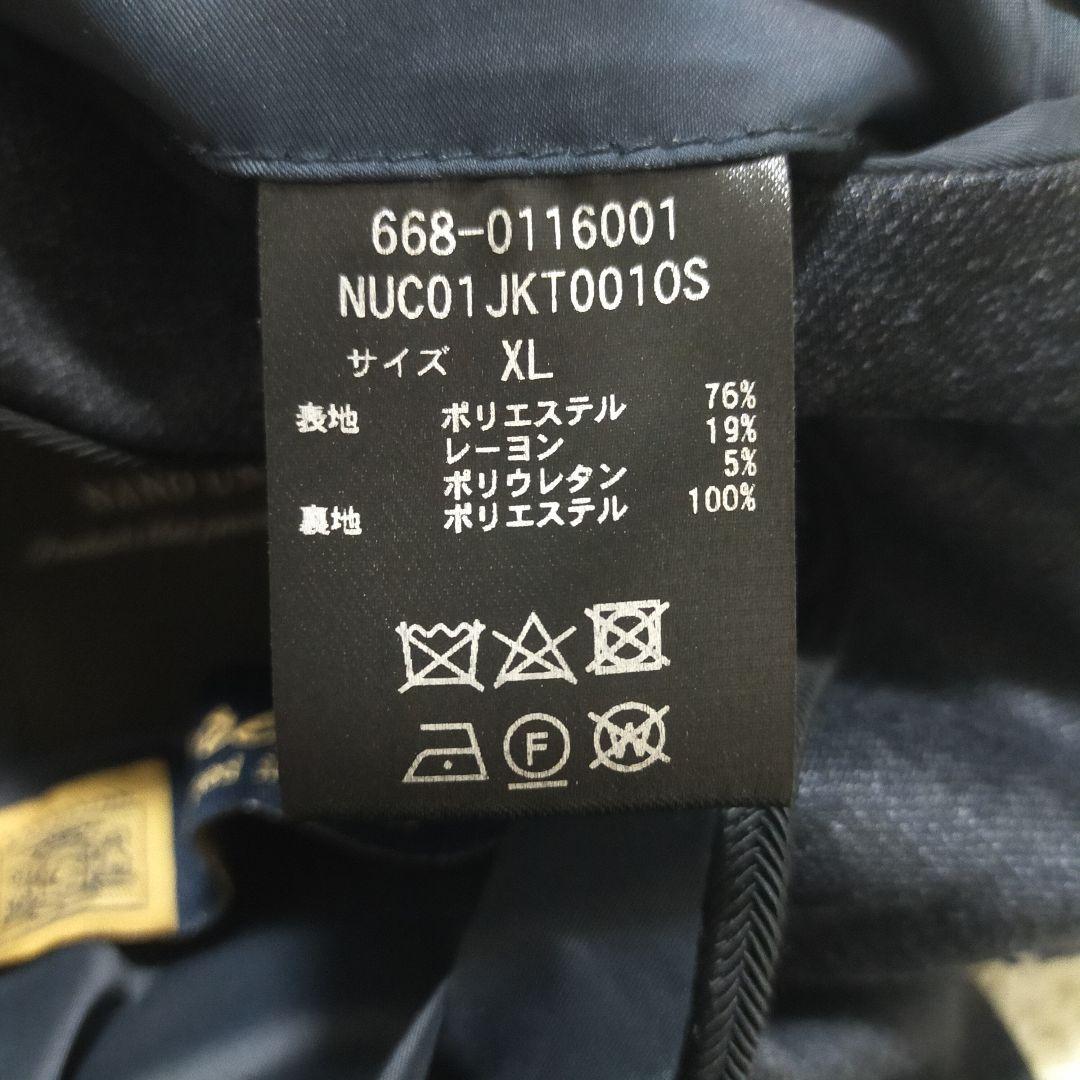 668-0116001
NUC01JKT0010S
サイズ XL
表地 ポリエステル 76%
レーヨン 19%
ポリウレタン 5%
裏地 ポリエステル 100%
F
W